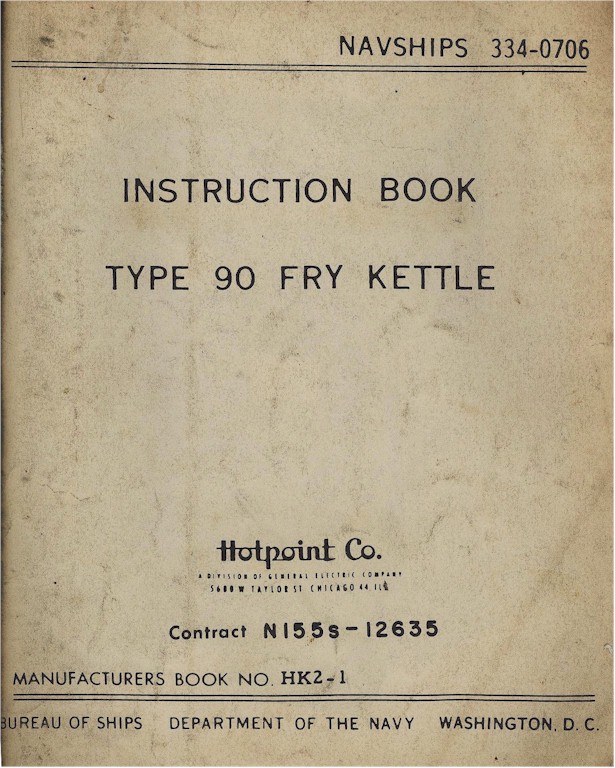 NAVSHIPS 334-0706
INSTRUCTION BOOK
TYPE 90 FRY KETTLE
Hotpoint Co.
A DIVISION OF GENERAL ELECTRIC COMPANY
5600 W TAYLOR ST CHICAGO 44 ILL
Contract N155s-12635
MANUFACTURERS BOOK NO. HK2-1
BUREAU OF SHIPS DEPARTMENT OF THE NAVY WASHINGTON, D. C.